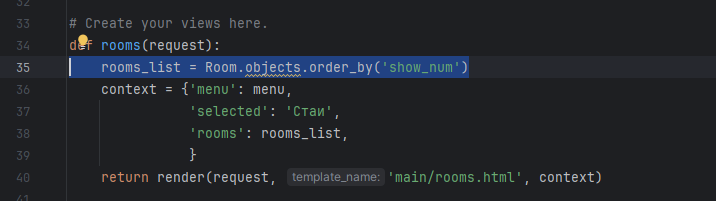 32
33 # Create your views here.
34 def rooms(request):
35 rooms_list = Room.objects.order_by('show_num')
36 context = {'menu': menu,
37 'selected': 'Стаи',
38 'rooms': rooms_list,
39 }
40 return render(request, template_name: 'main/rooms.html', context)
41